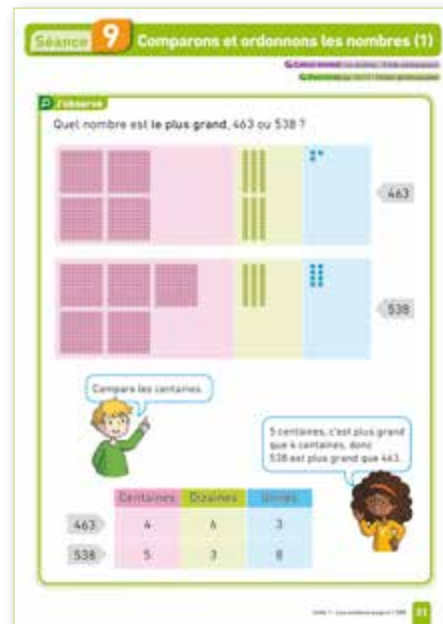 Séance 9 Comparons et ordonnons les nombres (1)
J'observe
Quel nombre est le plus grand, 463 ou 538 ?
463
538
Compare les centaines.
5 centaines, c'est plus grand
que 4 centaines, donc
538 est plus grand que 463.
Centaines Dizaines Unités
463 4 6 3
538 5 3 8
21